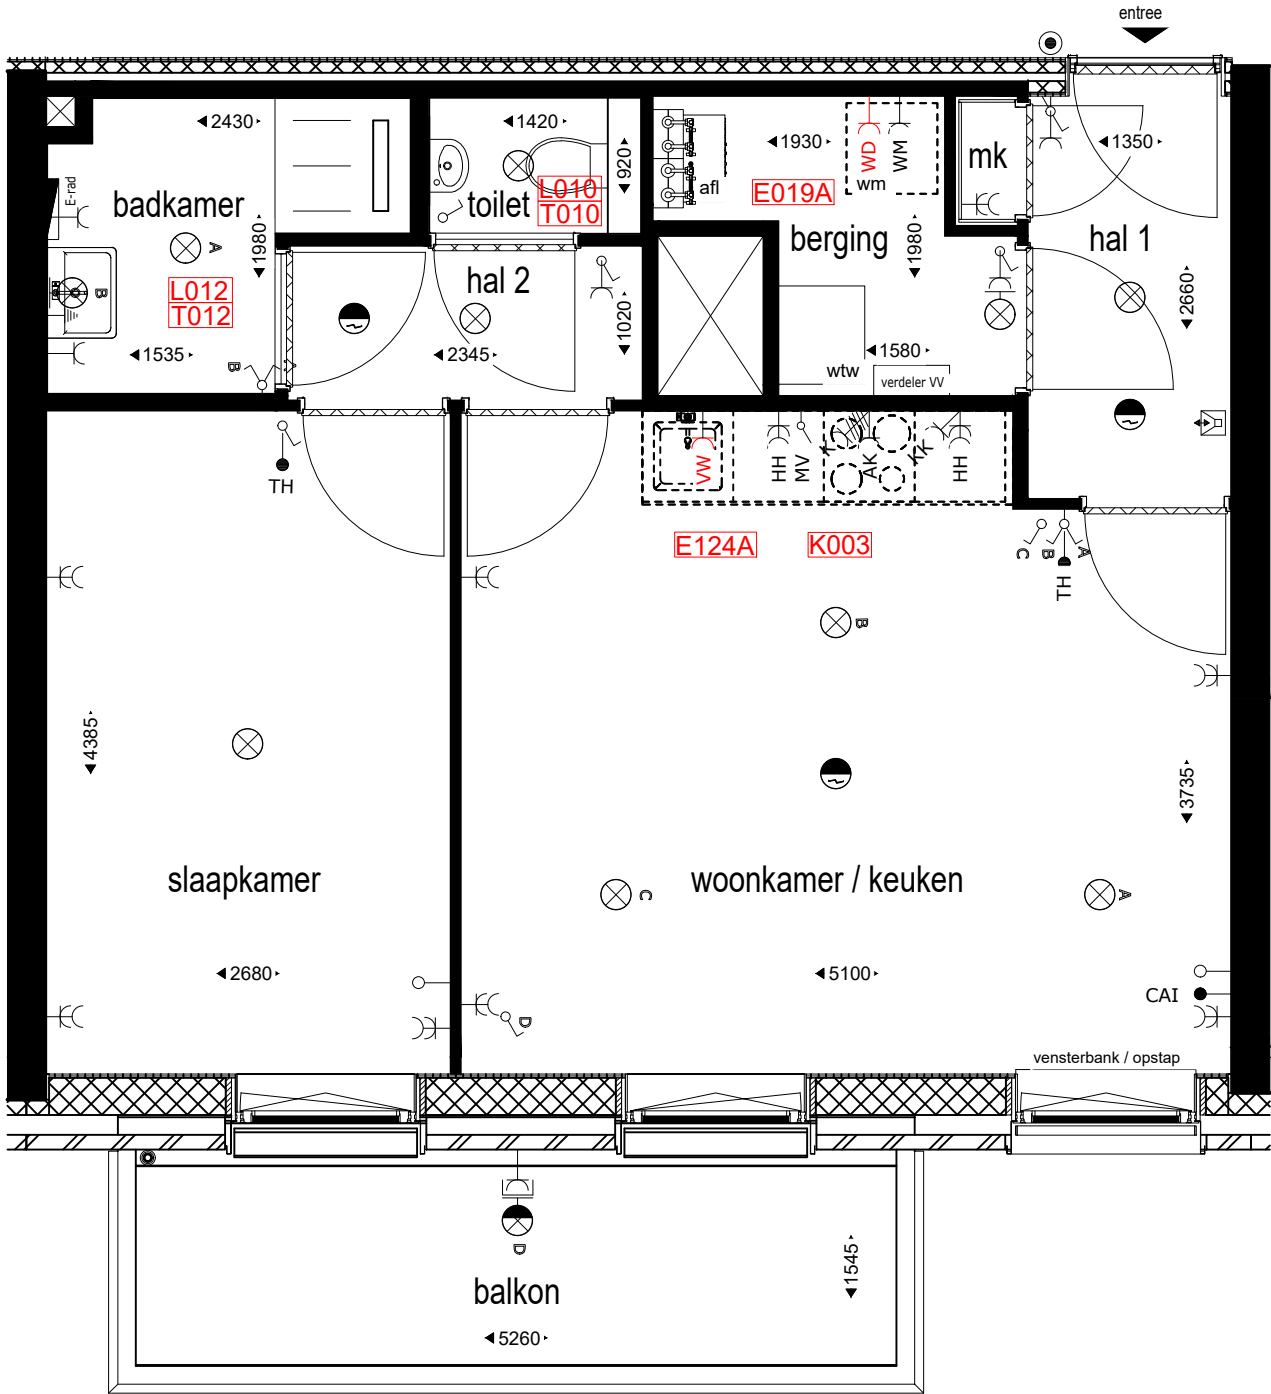 entree
2430
1420
920
1930
WD
WM
wm
mk
1350
afl
E019A
E-rad
badkamer
toilet
L010
T010
berging
hal 1
1980
A
1980
hal 2
B
L012
T012
1020
2660
1535
2345
1580
B
wtw
verdeler VV
TH
VW
HH
MV
K
AK
KK
HH
E124A
K003
C
B
A
TH
B
4385
3735
slaapkamer
woonkamer / keuken
C
A
2680
5100
CAI
D
vensterbank / opstap
D
1545
balkon
5260